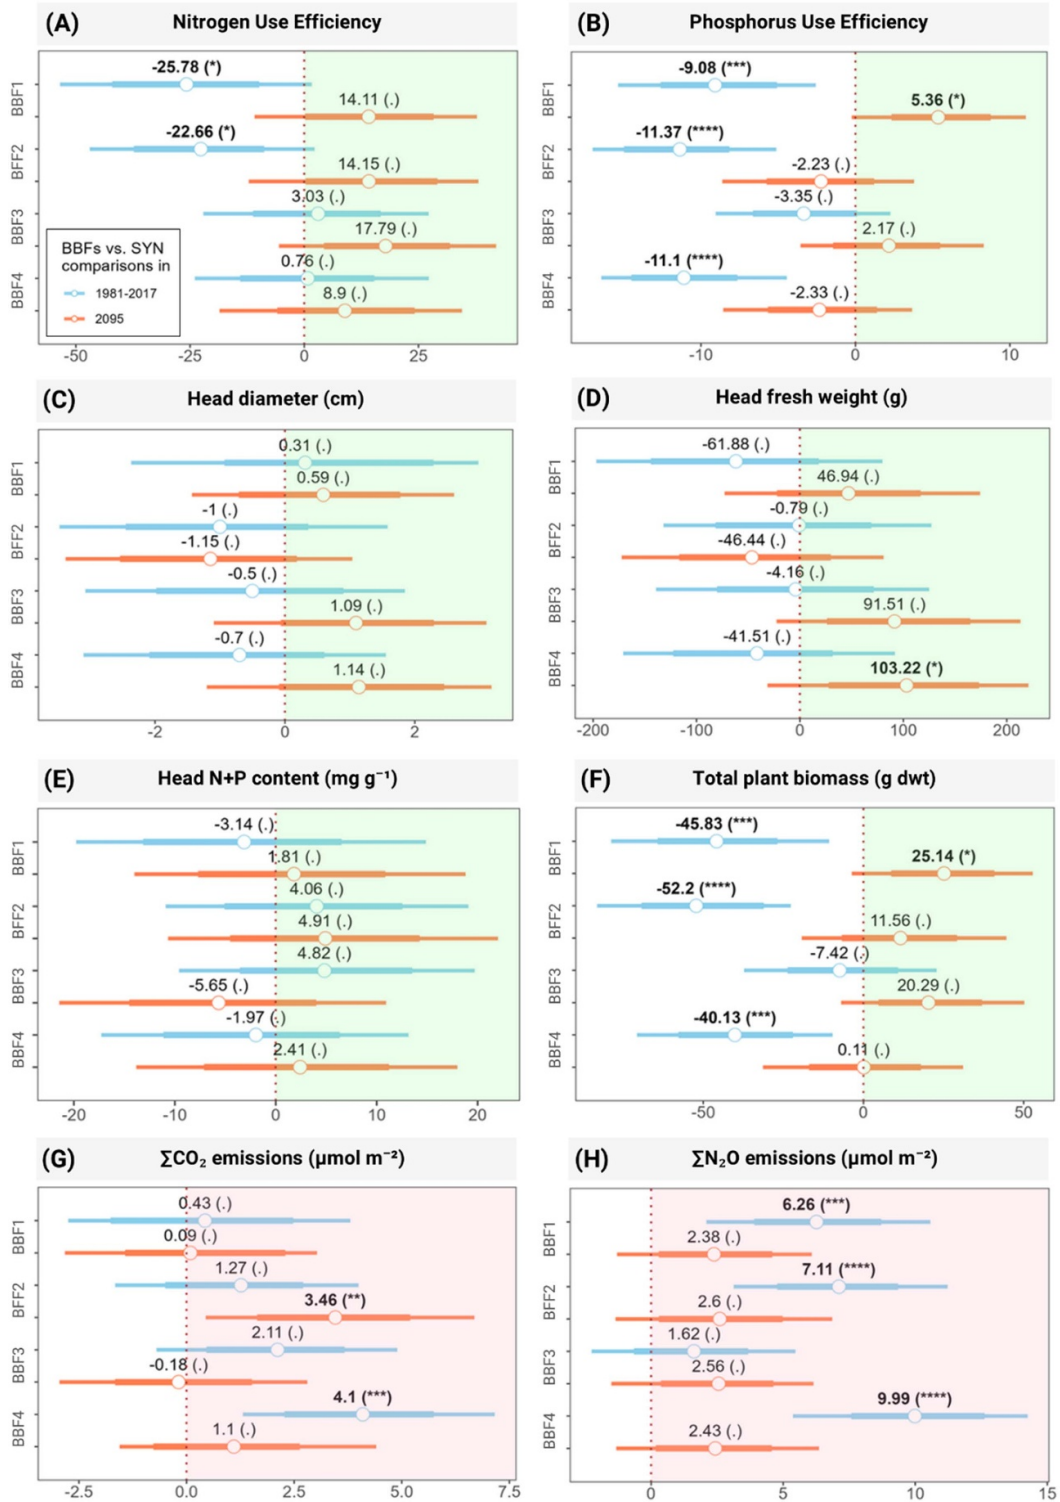 (A) Nitrogen Use Efficiency
BBF1
-25.78 (*)
14.11 (.)
BFF2
-22.66 (*)
14.15 (.)
BBF3
3.03 (.)
17.79 (.)
BBF4
0.76 (.)
8.9 (.)
BBFs vs. SYN
comparisons in
1981-2017
2095
-50 -25 0 25
(B) Phosphorus Use Efficiency
BBF1
-9.08 (***)
5.36 (*)
BFF2
-11.37 (****)
-2.23 (.)
BBF3
-3.35 (.)
2.17 (.)
BBF4
-11.1 (****)
-2.33 (.)
-10 0 10
(C) Head diameter (cm)
BBF1
0.31 (.)
0.59 (.)
BFF2
-1 (.)
-1.15 (.)
BBF3
-0.5 (.)
1.09 (.)
BBF4
-0.7 (.)
1.14 (.)
-2 0 2
(D) Head fresh weight (g)
BBF1
-61.88 (.)
46.94 (.)
BFF2
-0.79 (.)
-46.44 (.)
BBF3
-4.16 (.)
91.51 (.)
BBF4
-41.51 (.)
103.22 (*)
-200 -100 0 100 200
(E) Head N+P content (mg g⁻¹)
BBF1
-3.14 (.)
1.81 (.)
BFF2
4.06 (.)
4.91 (.)
BBF3
4.82 (.)
-5.65 (.)
BBF4
-1.97 (.)
2.41 (.)
-20 -10 0 10 20
(F) Total plant biomass (g dwt)
BBF1
-45.83 (***)
25.14 (*)
BFF2
-52.2 (****)
11.56 (.)
BBF3
-7.42 (.)
20.29 (.)
BBF4
-40.13 (***)
0.11 (.)
-50 0 50
(G) ∑CO₂ emissions (µmol m⁻²)
BBF1
0.43 (.)
0.09 (.)
BFF2
1.27 (.)
3.46 (**)
BBF3
2.11 (.)
-0.18 (.)
BBF4
4.1 (***)
1.1 (.)
-2.5 0.0 2.5 5.0 7.5
(H) ∑N₂O emissions (µmol m⁻²)
BBF1
6.26 (***)
2.38 (.)
BFF2
7.11 (****)
2.6 (.)
BBF3
1.62 (.)
2.56 (.)
BBF4
9.99 (****)
2.43 (.)
0 5 10 15